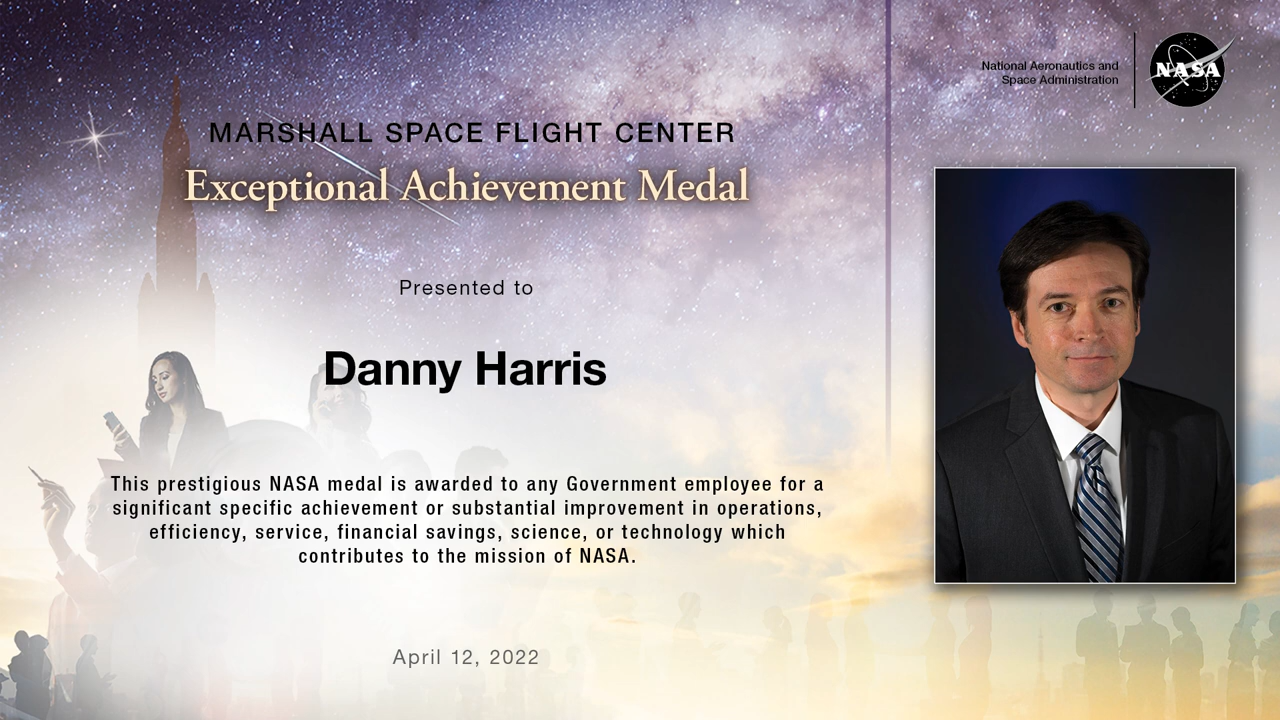 National Aeronautics and
Space Administration
NASA
MARSHALL SPACE FLIGHT CENTER
Exceptional Achievement Medal
Presented to
Danny Harris
This prestigious NASA medal is awarded to any Government employee for a
significant specific achievement or substantial improvement in operations,
efficiency, service, financial savings, science, or technology which
contributes to the mission of NASA.
April 12, 2022